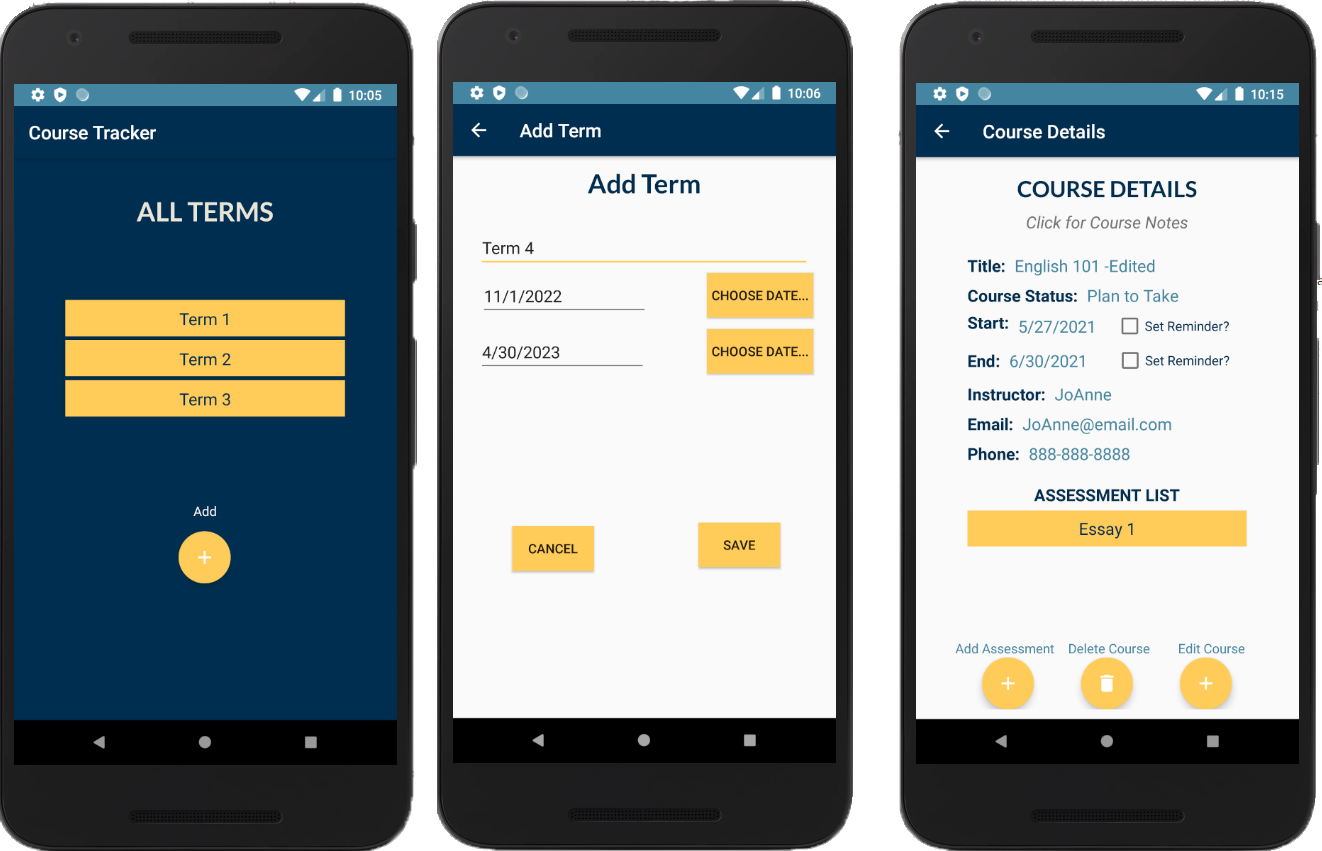 10:05
Course Tracker
ALL TERMS
Term 1
Term 2
Term 3
Add
10:06
Add Term
Add Term
Term 4
11/1/2022 CHOOSE DATE...
4/30/2023 CHOOSE DATE...
CANCEL SAVE
10:15
Course Details
COURSE DETAILS
Click for Course Notes
Title: English 101 -Edited
Course Status: Plan to Take
Start: 5/27/2021 Set Reminder?
End: 6/30/2021 Set Reminder?
Instructor: JoAnne
Email: JoAnne@email.com
Phone: 888-888-8888
ASSESSMENT LIST
Essay 1
Add Assessment Delete Course Edit Course